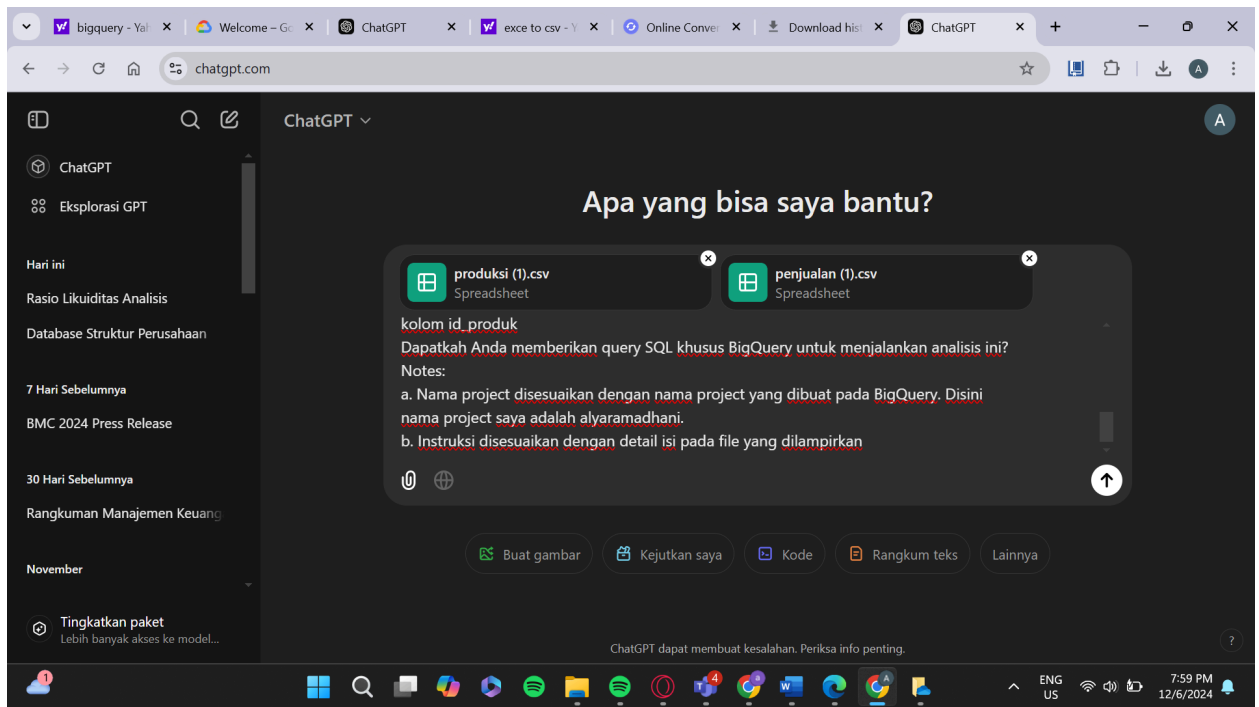 bigquery - Yah
Welcome – Go
ChatGPT
exce to csv - Y
Online Conver
Download his
ChatGPT
chatgpt.com
A
ChatGPT
A
ChatGPT
Eksplorasi GPT
Hari ini
Rasio Likuiditas Analisis
Database Struktur Perusahaan
7 Hari Sebelumnya
BMC 2024 Press Release
30 Hari Sebelumnya
Rangkuman Manajemen Keuang
November
Tingkatkan paket
Lebih banyak akses ke model...
Apa yang bisa saya bantu?
produksi (1).csv
Spreadsheet
penjualan (1).csv
Spreadsheet
kolom id_produk
Dapatkah Anda memberikan query SQL khusus BigQuery untuk menjalankan analisis ini?
Notes:
a. Nama project disesuaikan dengan nama project yang dibuat pada BigQuery. Disini
nama project saya adalah alyaramadhani.
b. Instruksi disesuaikan dengan detail isi pada file yang dilampirkan
Buat gambar
Kejutkan saya
Kode
Rangkum teks
Lainnya
ChatGPT dapat membuat kesalahan. Periksa info penting.
?
1
4
ENG
US
7:59 PM
12/6/2024